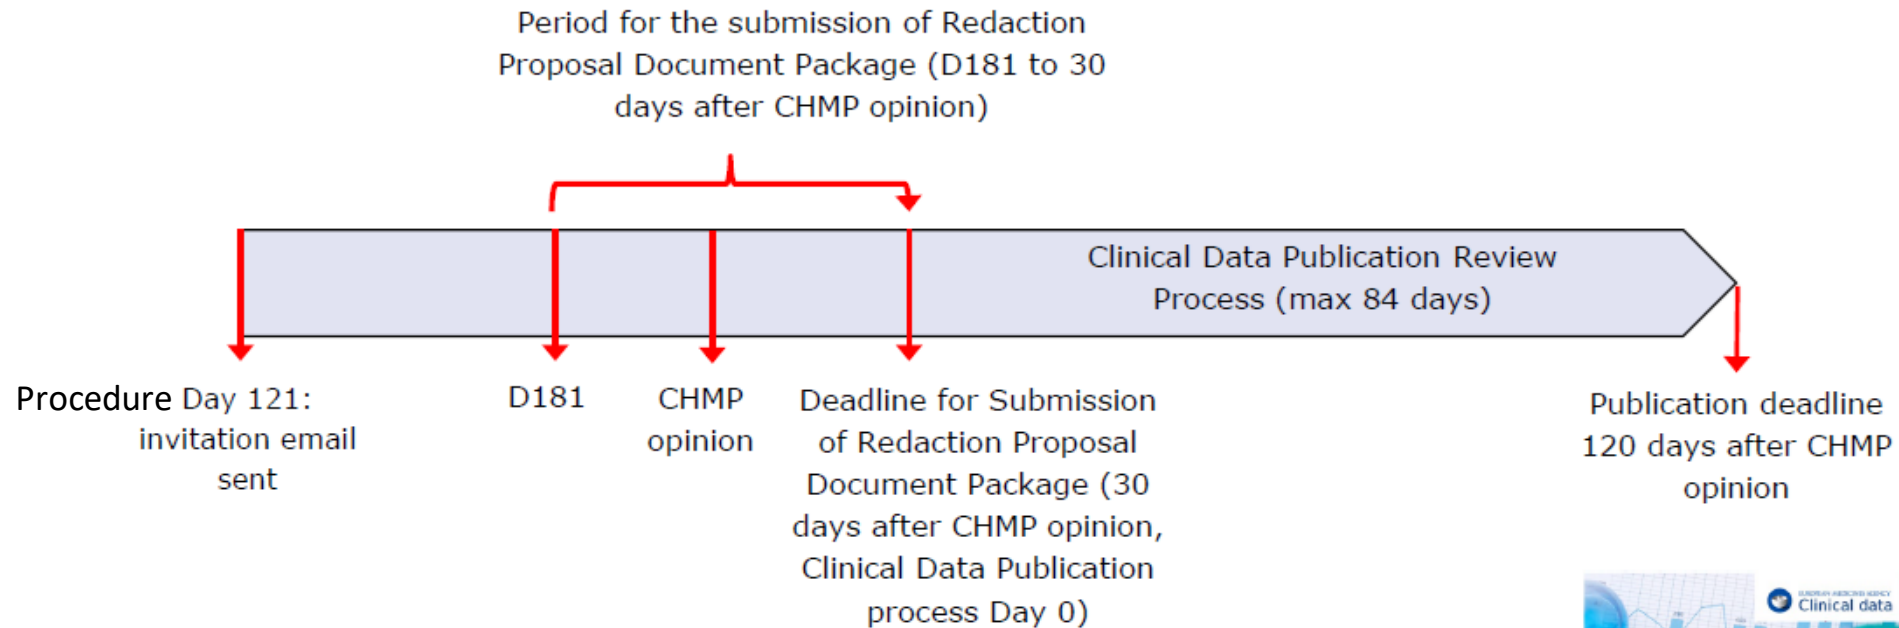 Period for the submission of Redaction
Proposal Document Package (D181 to 30
days after CHMP opinion)
Clinical Data Publication Review
Process (max 84 days)
Procedure Day 121:
invitation email
sent
D181
CHMP
opinion
Deadline for Submission
of Redaction Proposal
Document Package (30
days after CHMP opinion,
Clinical Data Publication
process Day 0)
Publication deadline
120 days after CHMP
opinion
EUROPEAN MEDICINES AGENCY
Clinical data